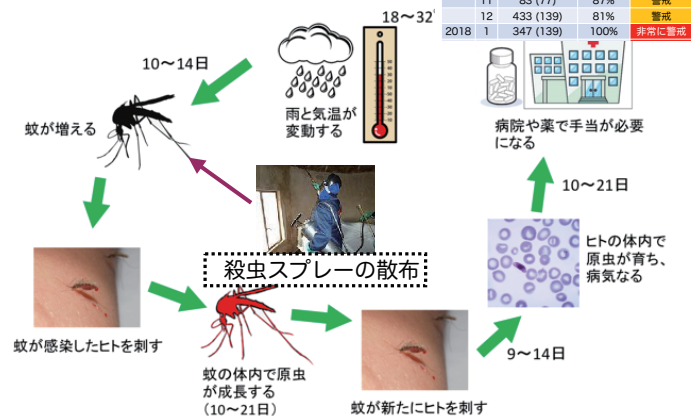 18〜32
11 83 (77) 87% 警戒
12 433 (139) 81% 警戒
2018 1 347 (139) 100% 非常に警戒
10〜14日
雨と気温が
変動する
蚊が増える
病院や薬で手当が必要
になる
10〜21日
殺虫スプレーの散布
ヒトの体内で
原虫が育ち、
病気なる
蚊が感染したヒトを刺す
蚊の体内で原虫
が成長する
(10〜21日)
9〜14日
蚊が新たにヒトを刺す